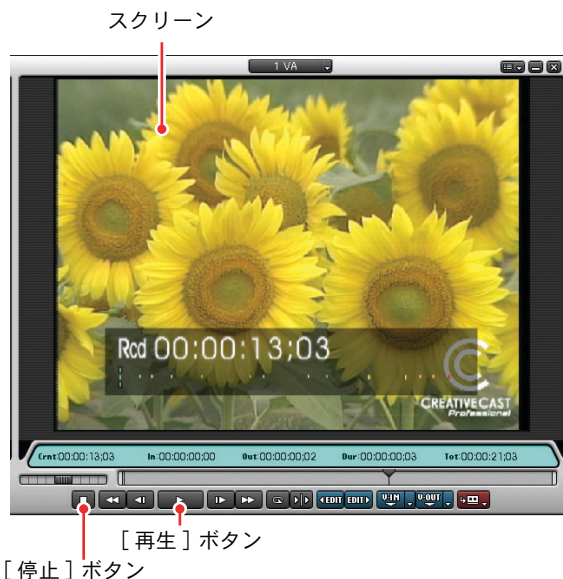 スクリーン
1 VA
Rcd 00:00:13;03
CREATIVE CAST
Professional
Crnt:00:00:13;03 In:00:00:00;00 Out:00:00:00;02 Dur:00:00:00;03 Tot:00:00:21;03
◂EDIT EDIT▸ V-IN V-OUT
[再生]ボタン
[停止]ボタン